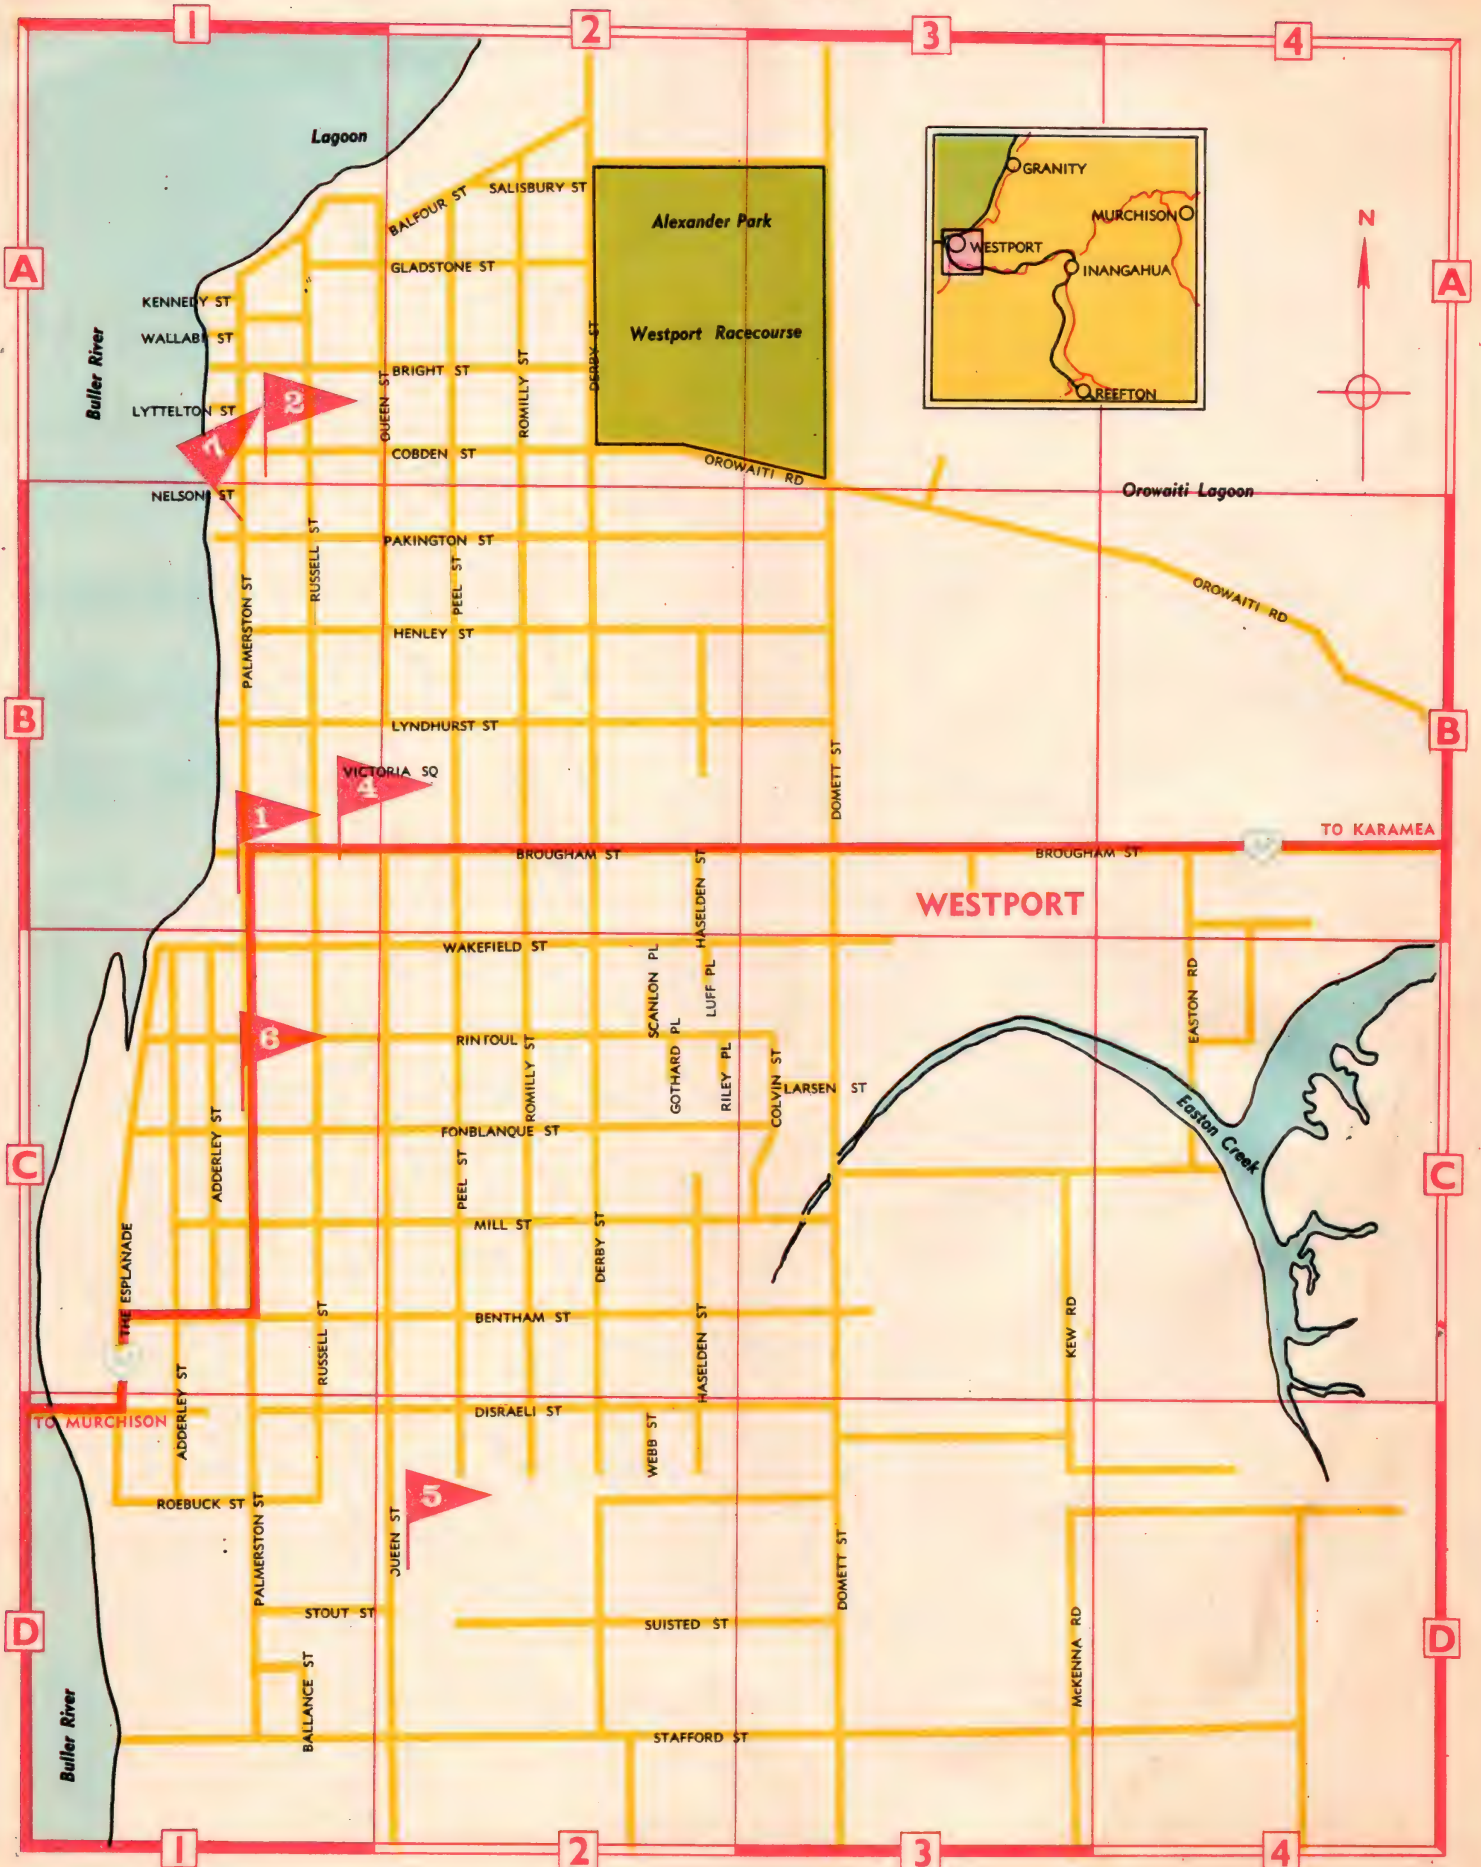 1
2
3
4
Lagoon
BALFOUR ST
SALISBURY ST
Alexander Park
GRANITY
MURCHISON
WESTPORT
INANGAHUA
REEFTON
N
A
GLADSTONE ST
A
KENNEDY ST
WALLABI ST
Westport Racecourse
Buller River
BRIGHT ST
DERBY ST
QUEEN ST
ROMILLY ST
LYTTELTON ST
2
7
COBDEN ST
OROWAITI RD
NELSON ST
Orowaiti Lagoon
PAKINGTON ST
RUSSELL ST
PEEL ST
PALMERSTON ST
OROWAITI RD
HENLEY ST
B
LYNDHURST ST
B
VICTORIA SQ
4
DOMETT ST
1
TO KARAMEA
BROUGHAM ST
BROUGHAM ST
HASELDEN ST
WESTPORT
WAKEFIELD ST
SCANLON PL
LUFF PL
EASTON RD
6
RINTOUL
ROMILLY ST
GOTHARD PL
RILEY PL
COLVIN ST
LARSEN ST
Easton Creek
FONBLANQUE ST
ADDERLEY ST
PEEL ST
C
C
MILL ST
DERBY ST
THE ESPLANADE
BENTHAM ST
RUSSELL ST
HASELDEN ST
KEW RD
ADDERLEY ST
TO MURCHISON
DISRAELI ST
WEBB ST
5
ROEBUCK ST
PALMERSTON ST
QUEEN ST
DOMETT ST
STOUT ST
SUISTED ST
D
McKENNA RD
D
BALLANCE ST
Buller River
STAFFORD ST
1
2
3
4